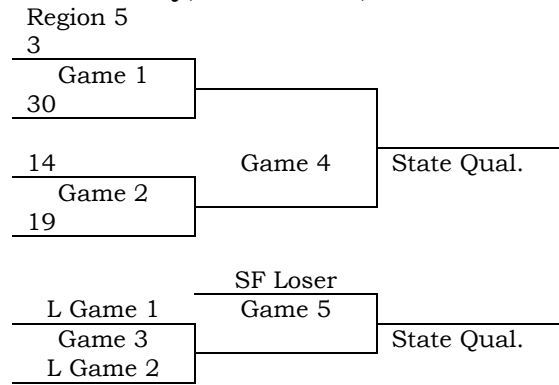 Region 5
3
Game 1
30
14 Game 4 State Qual.
Game 2
19
SF Loser
L Game 1 Game 5
Game 3 State Qual.
L Game 2